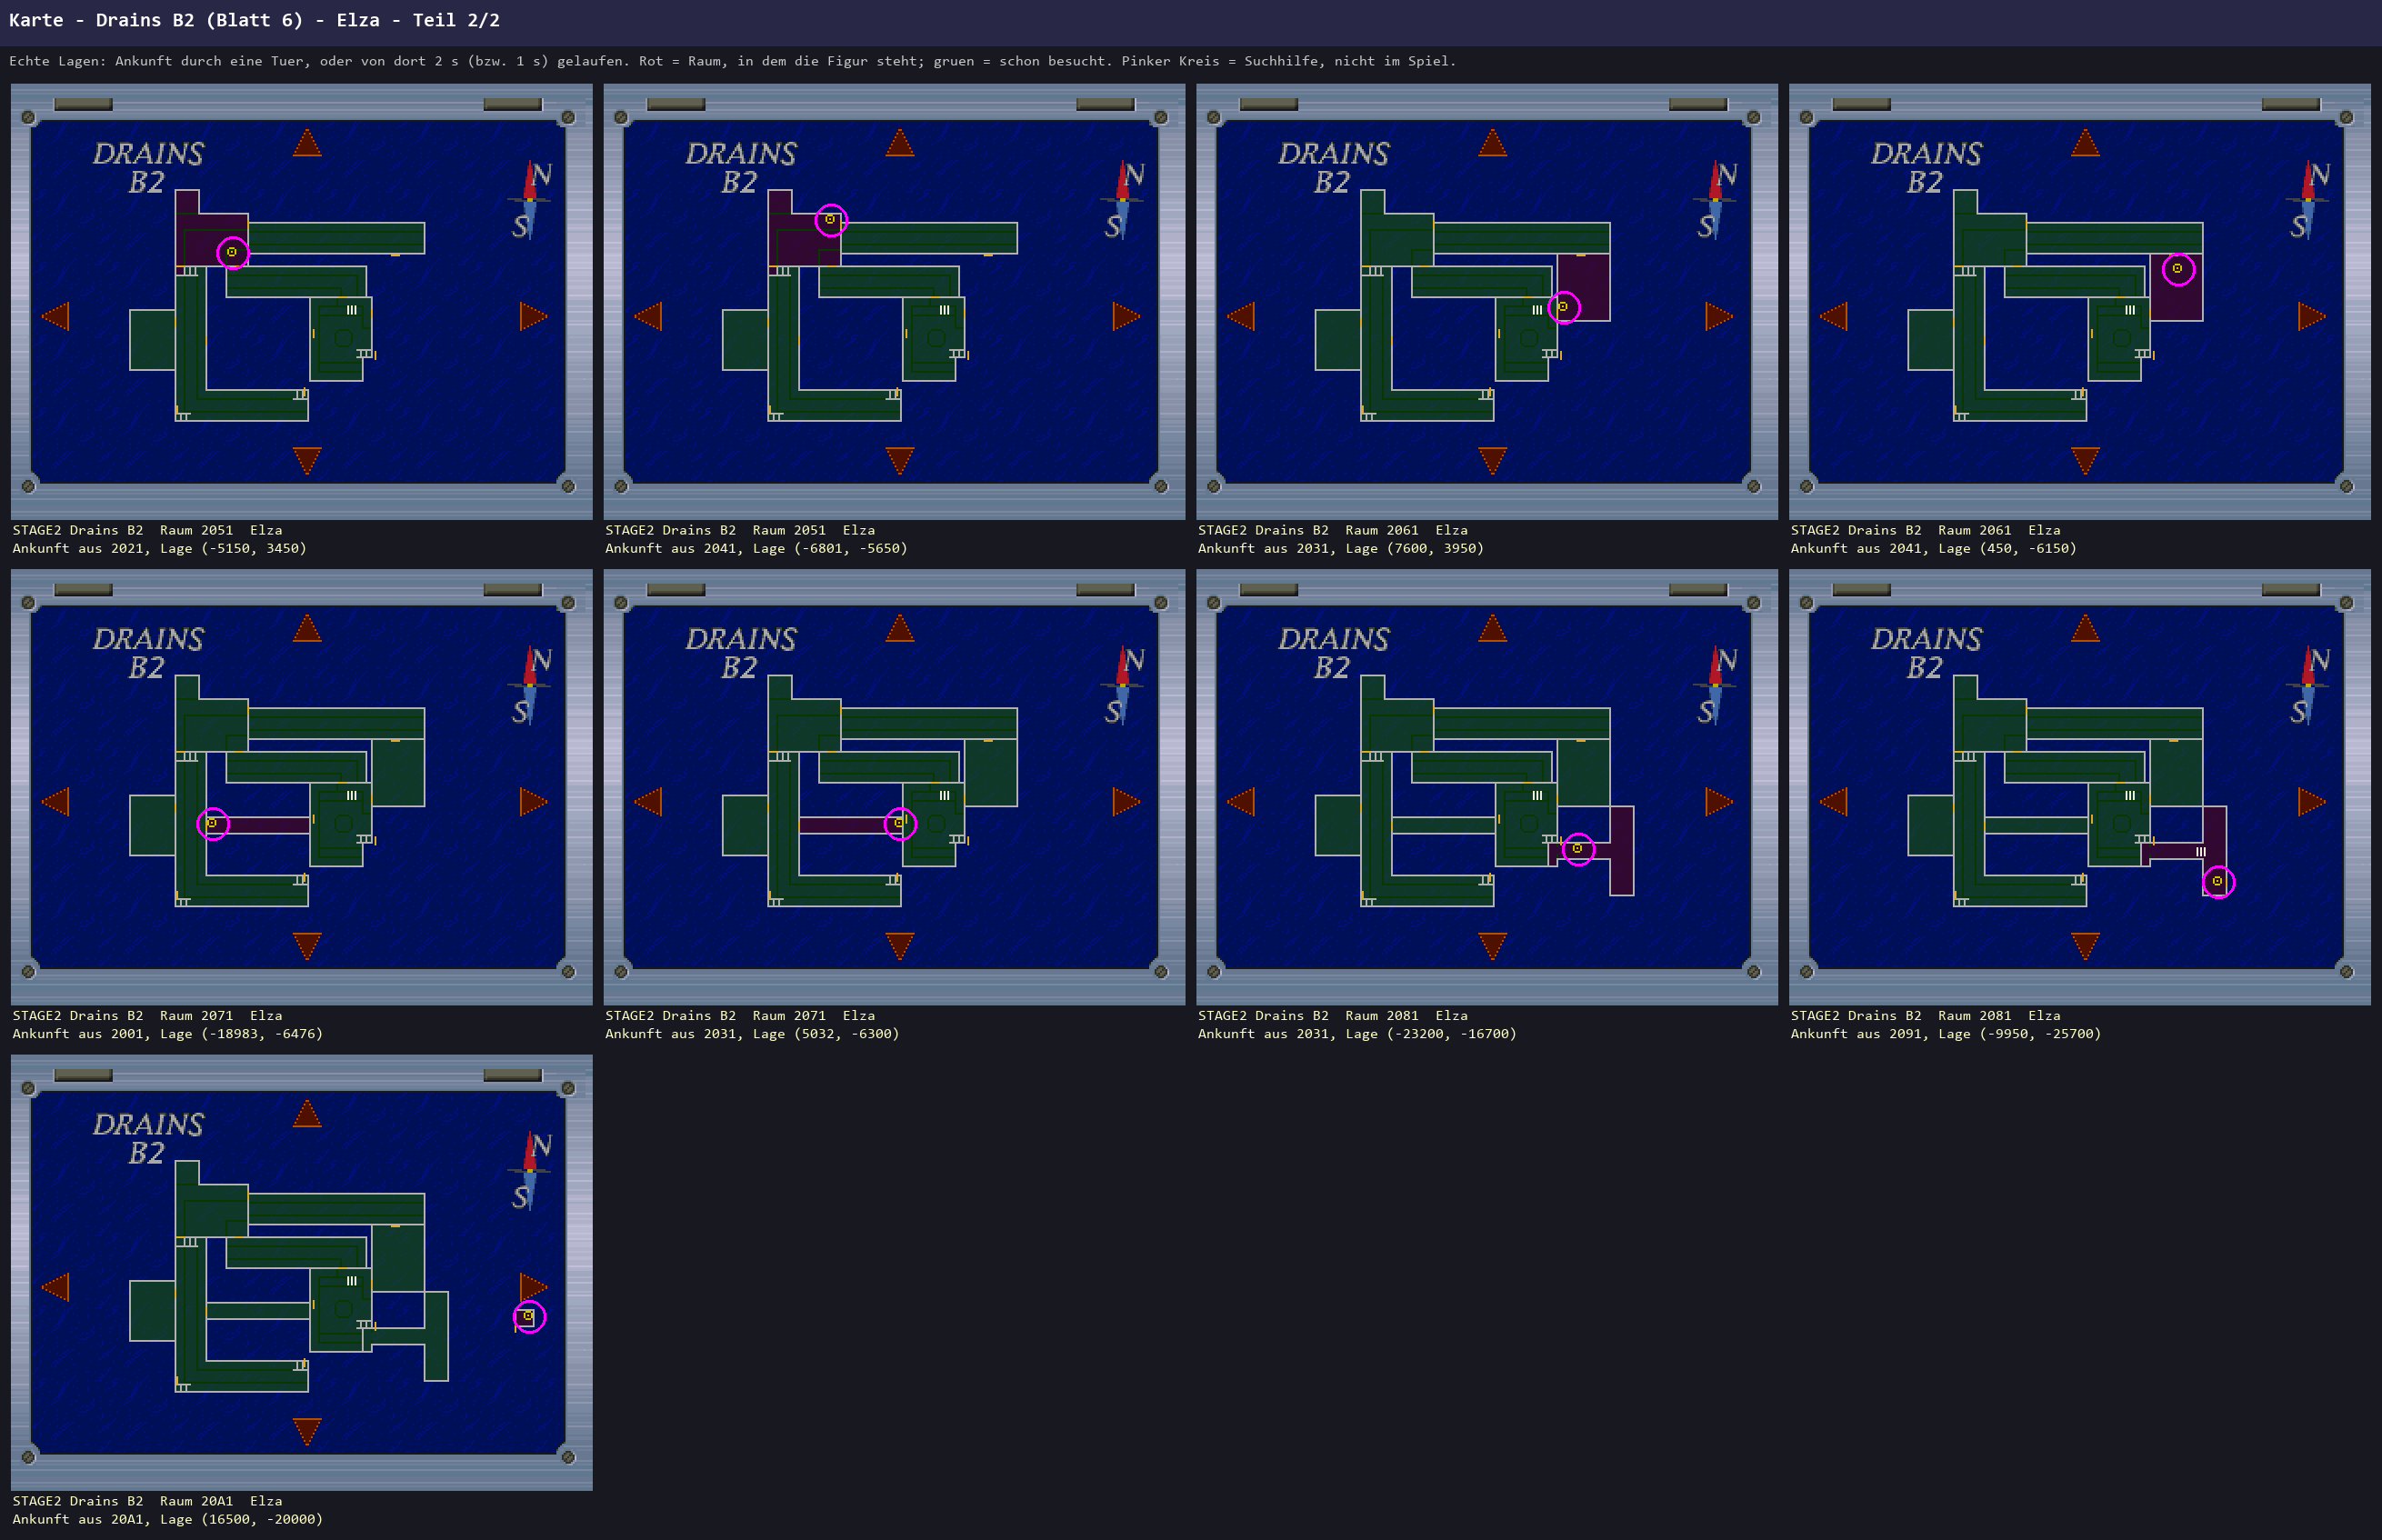 Karte - Drains B2 (Blatt 6) - Elza - Teil 2/2
Echte Lagen: Ankunft durch eine Tuer, oder von dort 2 s (bzw. 1 s) gelaufen. Rot = Raum, in dem die Figur steht; gruen = schon besucht. Pinker Kreis = Suchhilfe, nicht im Spiel.
DRAINS
B2
N
S
STAGE2 Drains B2  Raum 2051  Elza
Ankunft aus 2021, Lage (-5150, 3450)
DRAINS
B2
N
S
STAGE2 Drains B2  Raum 2051  Elza
Ankunft aus 2041, Lage (-6801, -5650)
DRAINS
B2
N
S
STAGE2 Drains B2  Raum 2061  Elza
Ankunft aus 2031, Lage (7600, 3950)
DRAINS
B2
N
S
STAGE2 Drains B2  Raum 2061  Elza
Ankunft aus 2041, Lage (450, -6150)
DRAINS
B2
N
S
STAGE2 Drains B2  Raum 2071  Elza
Ankunft aus 2001, Lage (-18983, -6476)
DRAINS
B2
N
S
STAGE2 Drains B2  Raum 2071  Elza
Ankunft aus 2031, Lage (5032, -6300)
DRAINS
B2
N
S
STAGE2 Drains B2  Raum 2081  Elza
Ankunft aus 2031, Lage (-23200, -16700)
DRAINS
B2
N
S
STAGE2 Drains B2  Raum 2081  Elza
Ankunft aus 2091, Lage (-9950, -25700)
DRAINS
B2
N
S
STAGE2 Drains B2  Raum 20A1  Elza
Ankunft aus 20A1, Lage (16500, -20000)